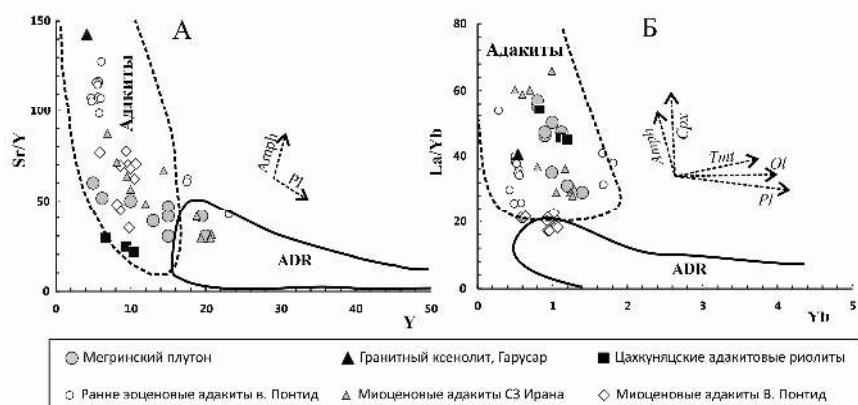 А
Sr/Y
150
100
50
0
Адакиты
Amph
Pl
ADR
0
10
20
30
40
50
Y
Б
La/Yb
80
60
40
20
0
Адакиты
Amph
Cpx
Tmt
Ol
Pl
ADR
0
1
2
3
4
5
Yb
Мегринский плутон
Гранитный ксенолит, Гарусар
Цахкуняцские адакитовые риолиты
Ранне эоценовые адакиты в. Понтид
Миоценовые адакиты СЗ Ирана
Миоценовые адакиты В. Понтид